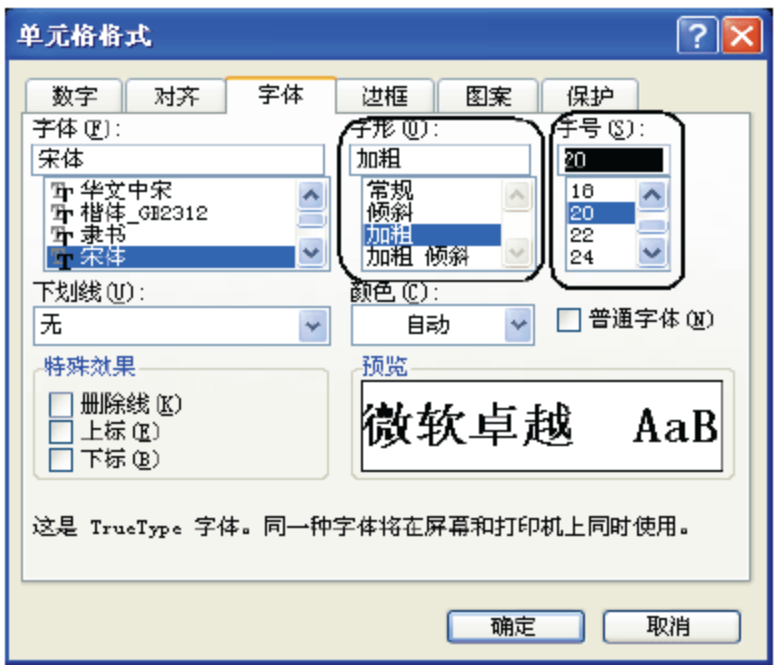 单元格格式
数字 对齐 字体 边框 图案 保护
字体(F): 字形(O): 字号(S):
宋体 加粗 20
华文中宋 常规 18
楷体_GB2312 倾斜 20
隶书 加粗 22
宋体 加粗 倾斜 24
下划线(U): 颜色(C):
无 自动 普通字体(N)
特殊效果 预览
删除线(K)
上标(E) 微软卓越 AaB
下标(B)
这是 TrueType 字体。同一种字体将在屏幕和打印机上同时使用。
确定 取消